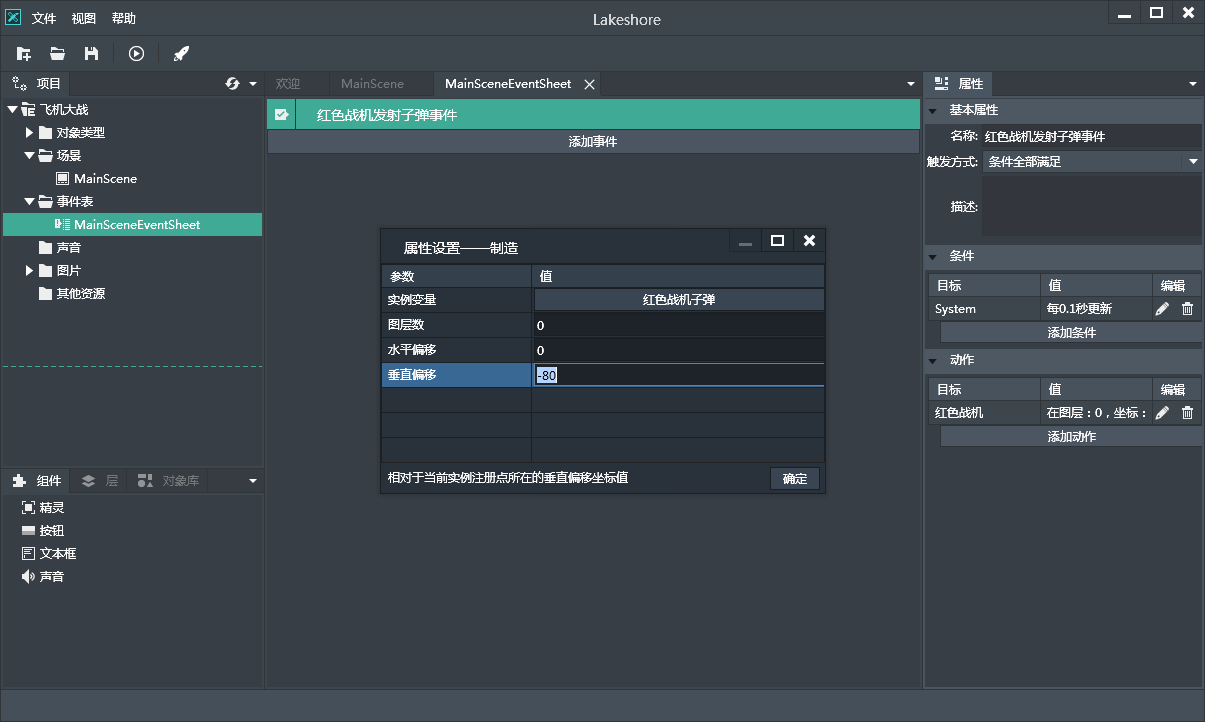 文件 视图 帮助
Lakeshore
项目
欢迎 MainScene MainSceneEventSheet
属性
飞机大战
对象类型
场景
MainScene
事件表
MainSceneEventSheet
声音
图片
其他资源
组件 层 对象库
精灵
按钮
文本框
声音
红色战机发射子弹事件
添加事件
属性设置——制造
参数 值
实例变量 红色战机子弹
图层数 0
水平偏移 0
垂直偏移 -80
相对于当前实例注册点所在的垂直偏移坐标值
确定
基本属性
名称: 红色战机发射子弹事件
触发方式: 条件全部满足
描述:
条件
目标 值 编辑
System 每0.1秒更新
添加条件
动作
目标 值 编辑
红色战机 在图层：0，坐标：
添加动作